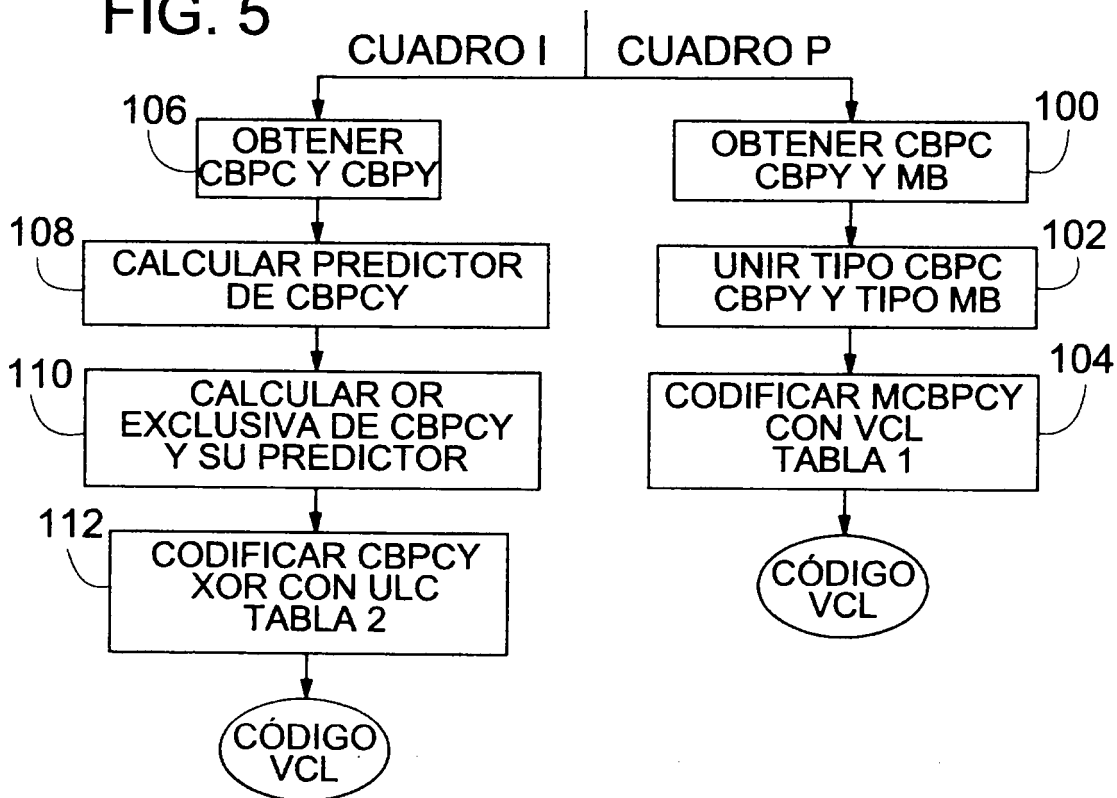 FIG. 5
CUADRO I
CUADRO P
106
OBTENER
CBPC Y CBPY
108
CALCULAR PREDICTOR
DE CBPCY
110
CALCULAR OR
EXCLUSIVA DE CBPCY
Y SU PREDICTOR
112
CODIFICAR CBPCY
XOR CON ULC
TABLA 2
CÓDIGO
VCL
100
OBTENER CBPC
CBPY Y MB
102
UNIR TIPO CBPC
CBPY Y TIPO MB
104
CODIFICAR MCBPCY
CON VCL
TABLA 1
CÓDIGO
VCL